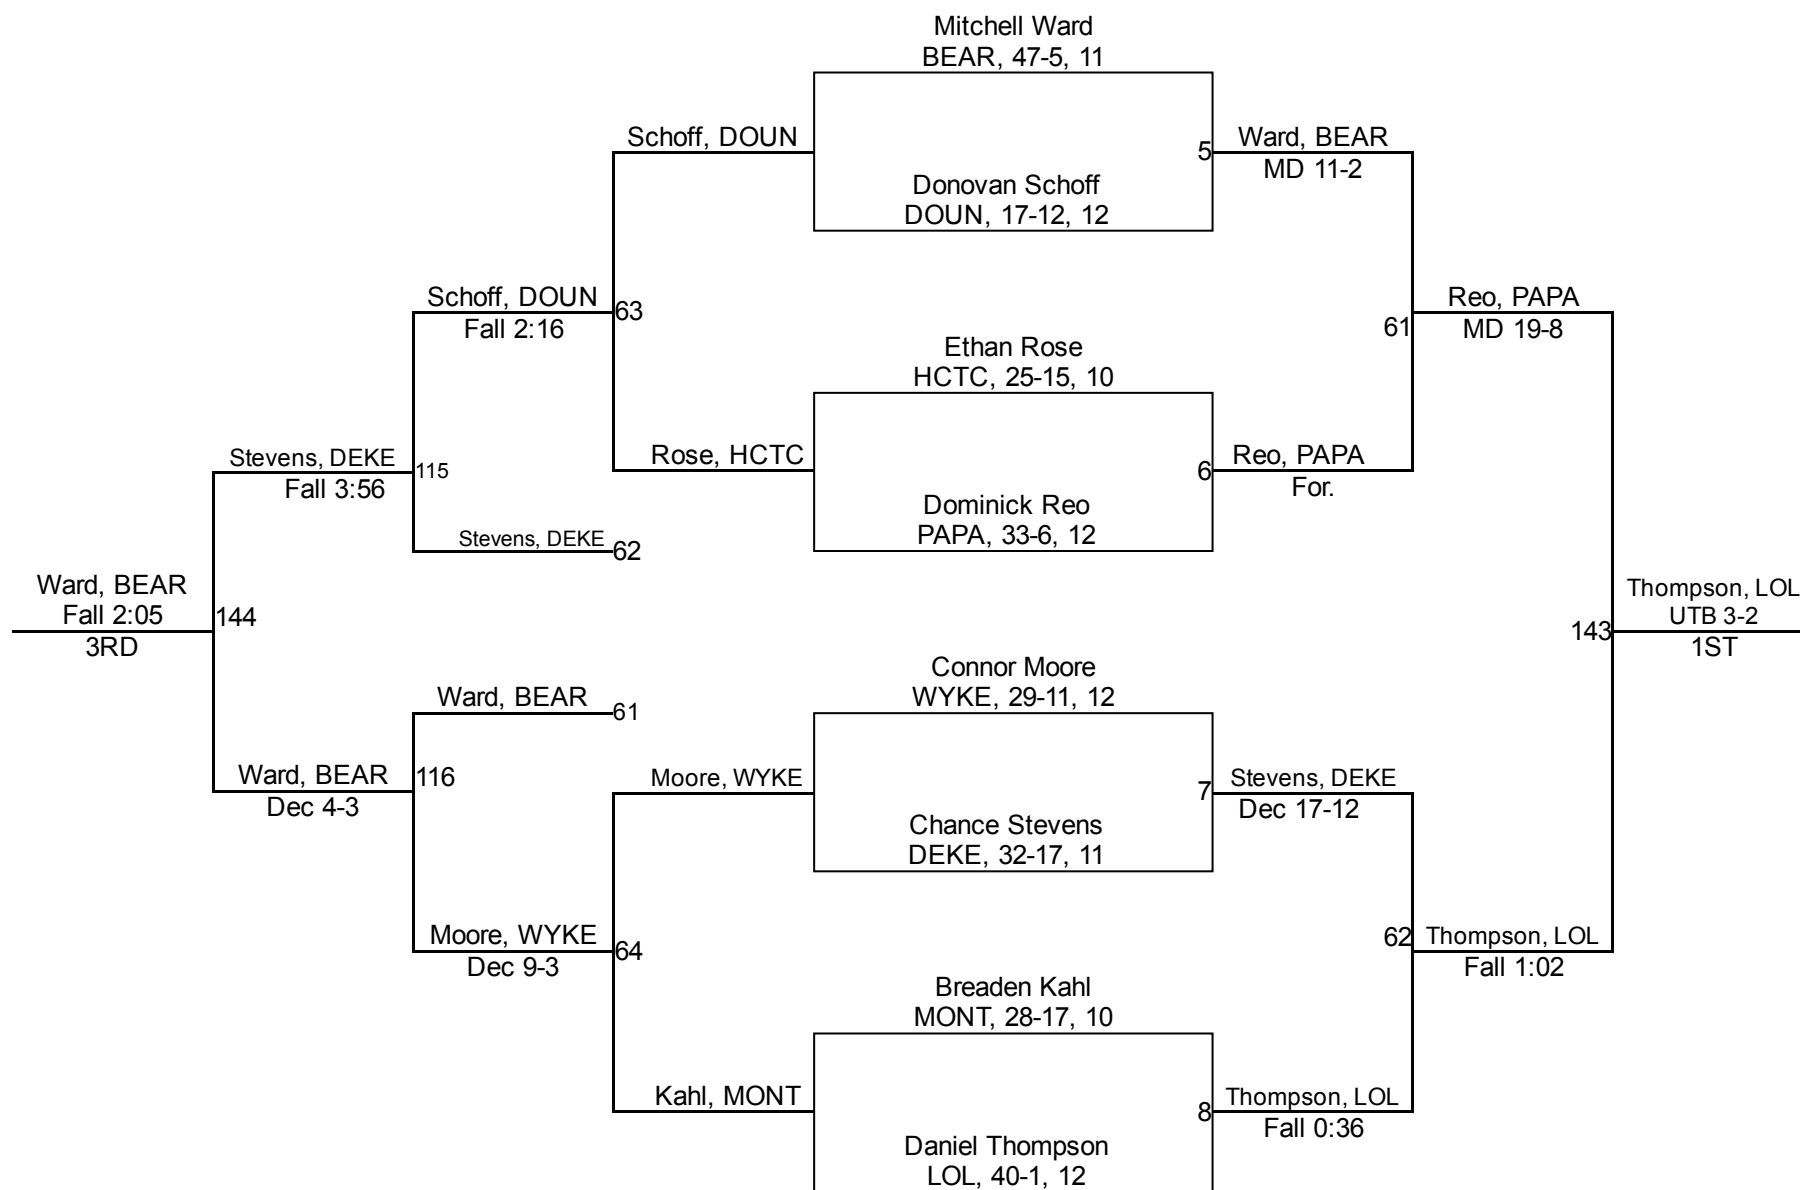 Mitchell Ward
BEAR, 47-5, 11
Schoff, DOUN
5
Ward, BEAR
MD 11-2
Donovan Schoff
DOUN, 17-12, 12
Schoff, DOUN
Fall 2:16
63
Reo, PAPA
MD 19-8
61
Ethan Rose
HCTC, 25-15, 10
Stevens, DEKE
Fall 3:56
115
Rose, HCTC
6
Reo, PAPA
For.
Dominick Reo
PAPA, 33-6, 12
Stevens, DEKE
62
Ward, BEAR
Fall 2:05
3RD
144
143
Thompson, LOL
UTB 3-2
1ST
Connor Moore
WYKE, 29-11, 12
Ward, BEAR
61
Ward, BEAR
Dec 4-3
116
Moore, WYKE
7
Stevens, DEKE
Dec 17-12
Chance Stevens
DEKE, 32-17, 11
Moore, WYKE
Dec 9-3
64
62
Thompson, LOL
Fall 1:02
Breaden Kahl
MONT, 28-17, 10
Kahl, MONT
8
Thompson, LOL
Fall 0:36
Daniel Thompson
LOL, 40-1, 12